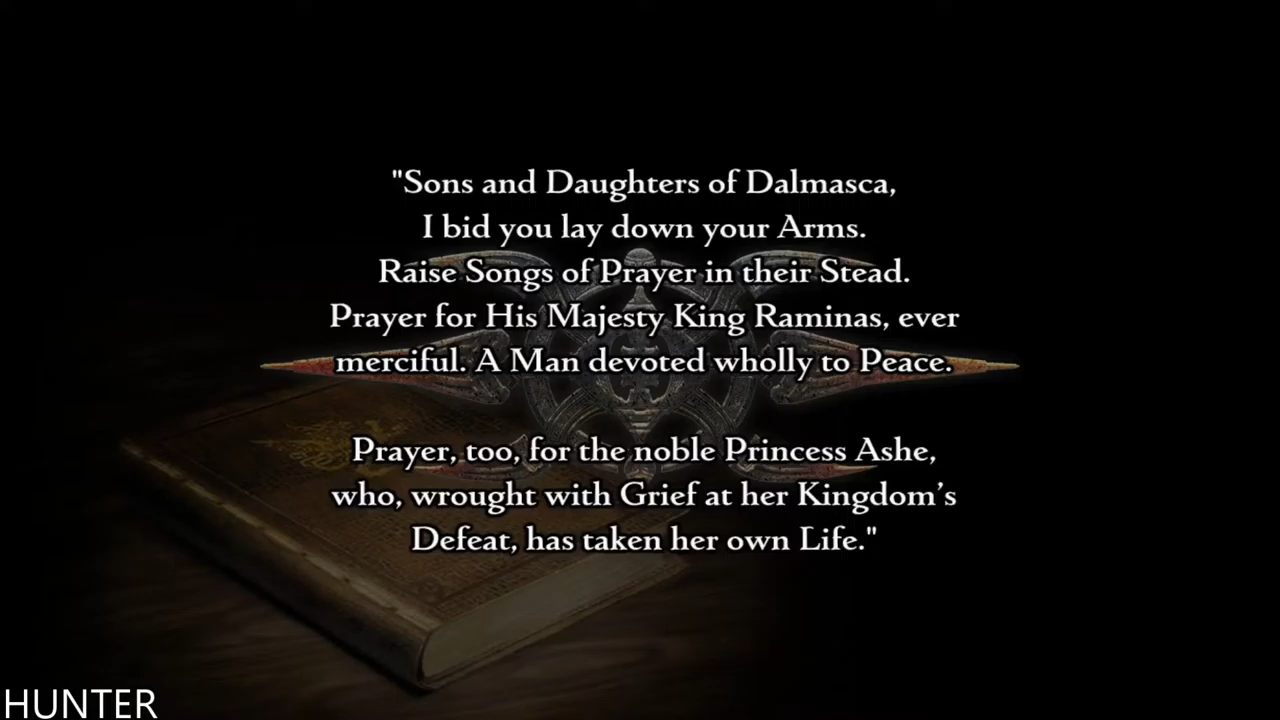 "Sons and Daughters of Dalmasca,
I bid you lay down your Arms.
Raise Songs of Prayer in their Stead.
Prayer for His Majesty King Raminas, ever
merciful. A Man devoted wholly to Peace.
Prayer, too, for the noble Princess Ashe,
who, wrought with Grief at her Kingdom's
Defeat, has taken her own Life."
HUNTER